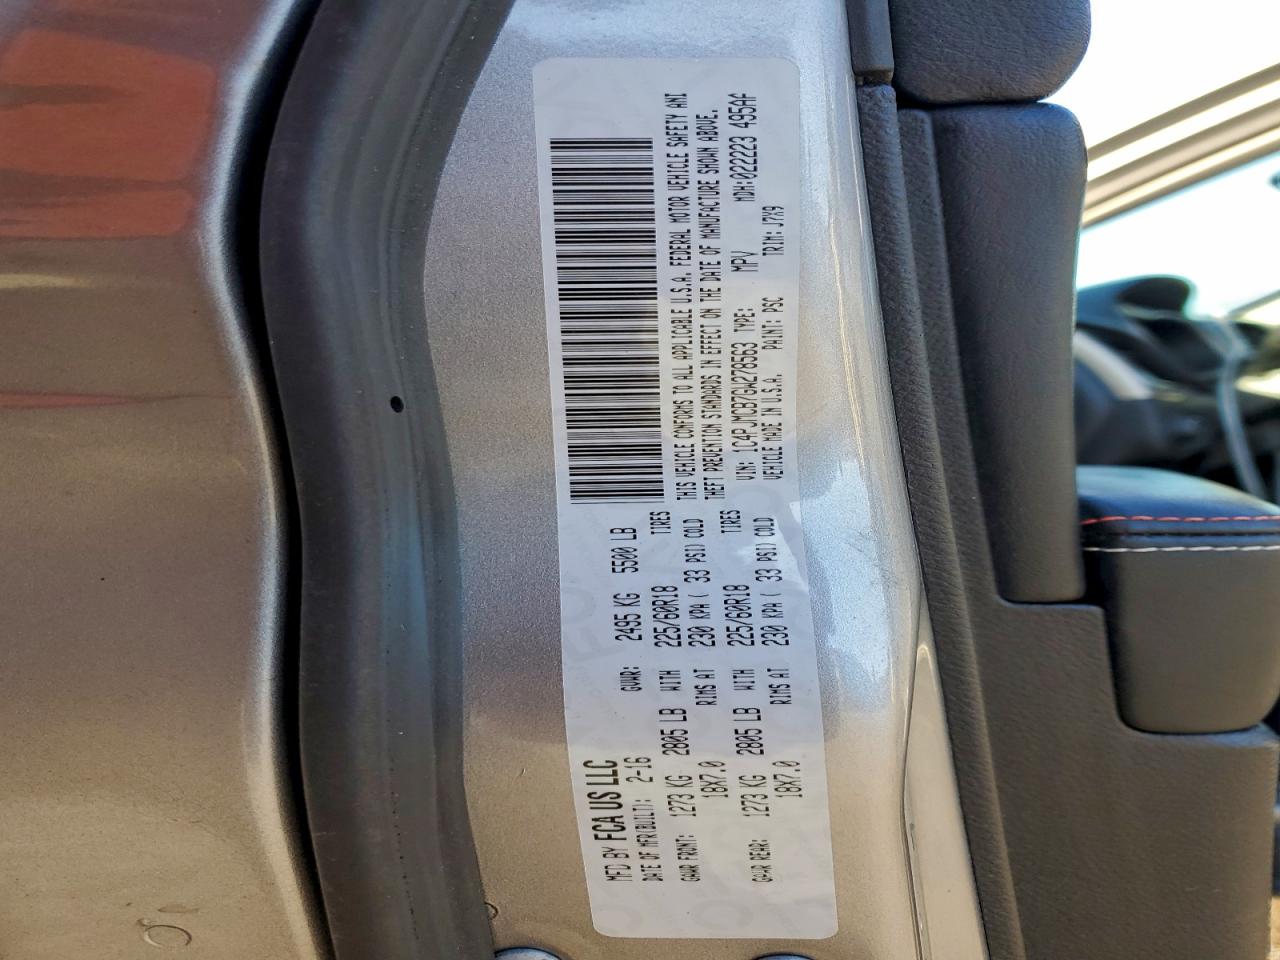 MFD BY FCA US LLC
DATE OF MFR(BUILT): 2-16 GVWR: 2495 KG 5500 LB
GAWR FRONT: 1273 KG 2805 LB WITH 225/60R18 TIRES
18X7.0 RIMS AT 230 KPA ( 33 PSI) COLD
GAWR REAR: 1273 KG 2805 LB WITH 225/60R18 TIRES
18X7.0 RIMS AT 230 KPA ( 33 PSI) COLD
THIS VEHICLE CONFORMS TO ALL APPLICABLE U.S.A. FEDERAL MOTOR VEHICLE SAFETY AND
THEFT PREVENTION STANDARDS IN EFFECT ON THE DATE OF MANUFACTURE SHOWN ABOVE.
VIN: 1C4PJMCB7GW278563 TYPE: MPV MDH:022223 495AF
VEHICLE MADE IN U.S.A. PAINT: PSC TRIM: J7X9